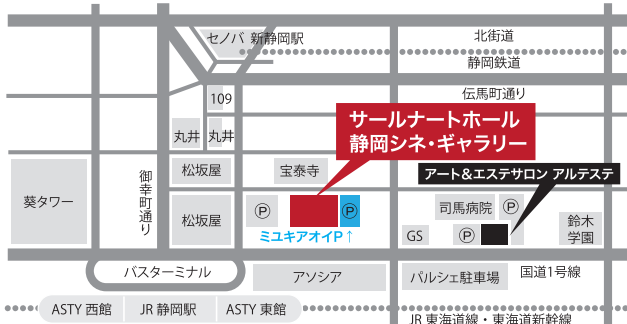 セノバ 新静岡駅
北街道
静岡鉄道
伝馬町通り
109
丸井
丸井
サールナートホール
静岡シネ・ギャラリー
松坂屋
宝泰寺
アート&エステサロン アルテステ
葵タワー
御幸町通り
松坂屋
P
P
ミユキアオイP↑
司馬病院
P
GS
P
鈴木
学園
バスターミナル
アソシア
パルシェ駐車場
国道1号線
ASTY 西館
JR 静岡駅
ASTY 東館
JR 東海道線・東海道新幹線